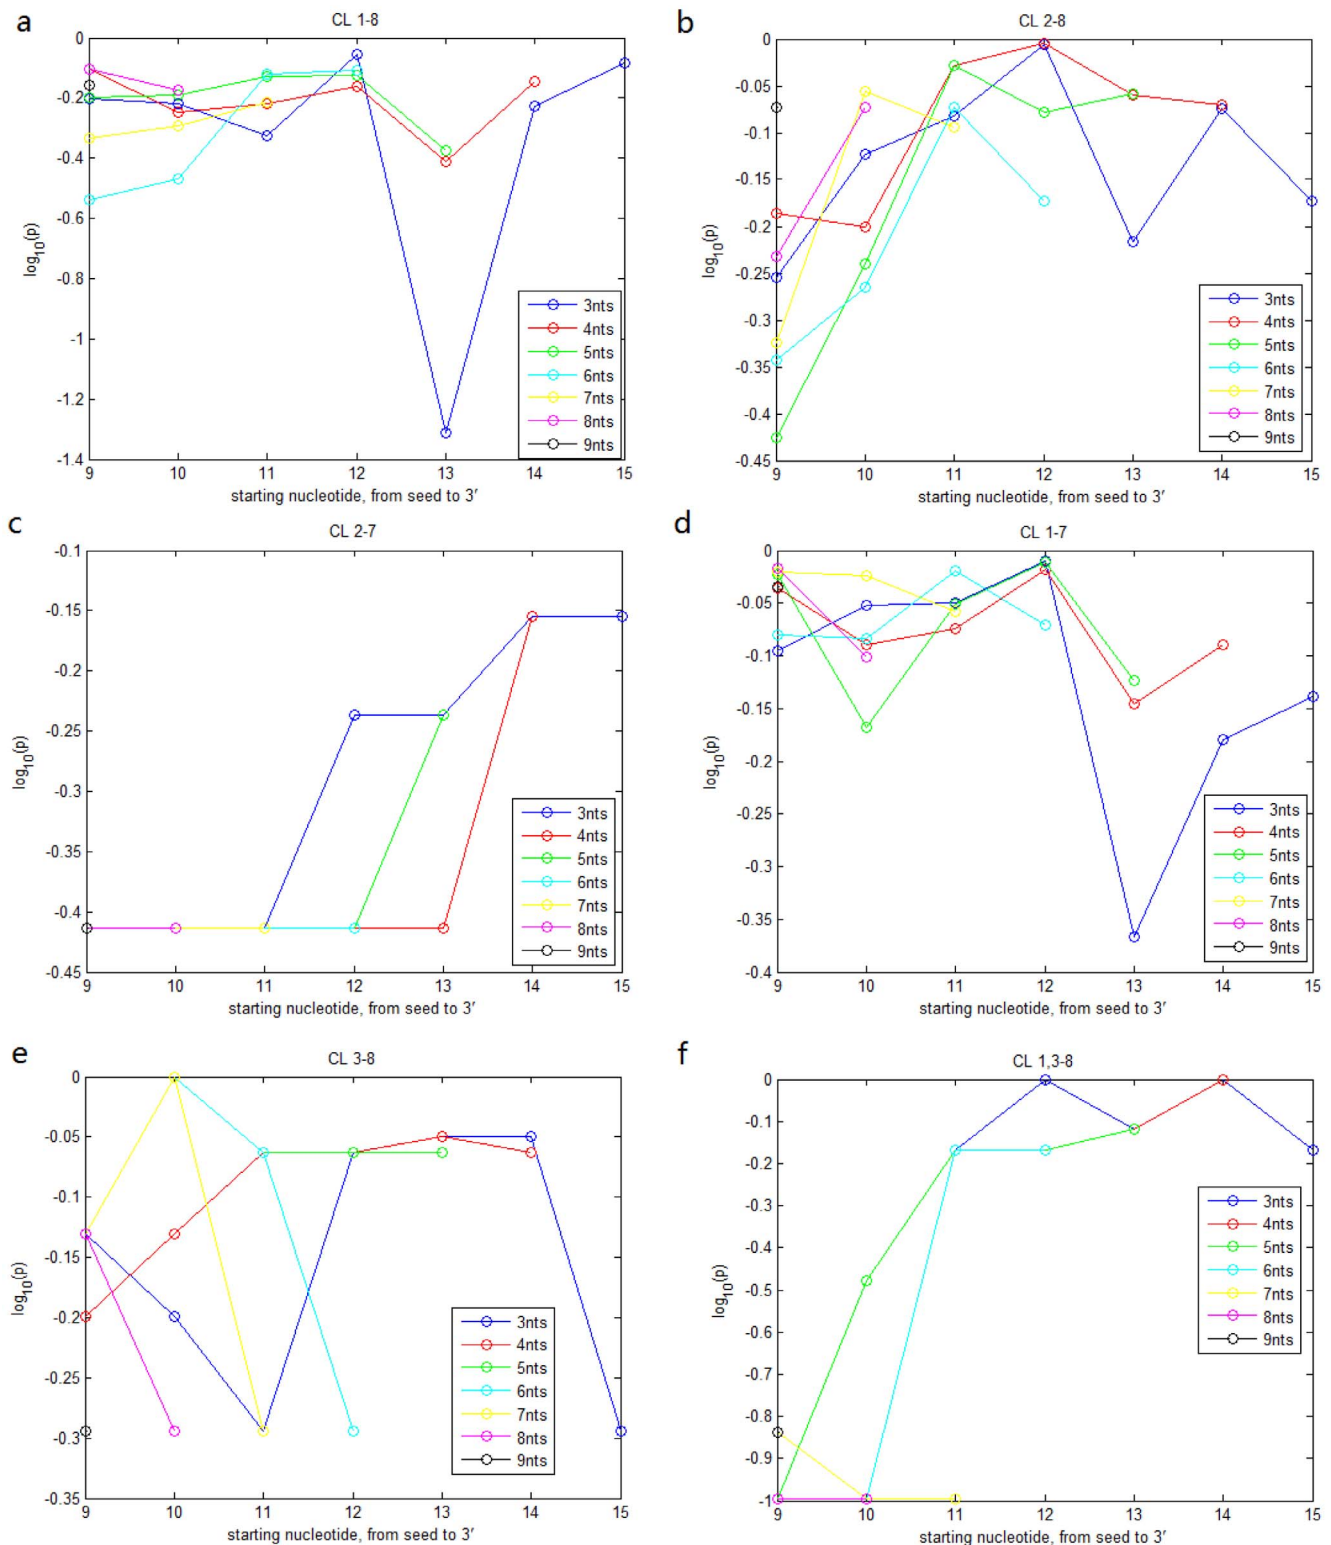 a
CL 1-8
0
-0.2
-0.4
-0.6
-0.8
-1
-1.2
-1.4
log10(p)
9 10 11 12 13 14 15
starting nucleotide, from seed to 3′
3nts
4nts
5nts
6nts
7nts
8nts
9nts
b
CL 2-8
0
-0.05
-0.1
-0.15
-0.2
-0.25
-0.3
-0.35
-0.4
-0.45
log10(p)
9 10 11 12 13 14 15
starting nucleotide, from seed to 3′
3nts
4nts
5nts
6nts
7nts
8nts
9nts
c
CL 2-7
-0.1
-0.15
-0.2
-0.25
-0.3
-0.35
-0.4
-0.45
log10(p)
9 10 11 12 13 14 15
starting nucleotide, from seed to 3′
3nts
4nts
5nts
6nts
7nts
8nts
9nts
d
CL 1-7
0
-0.05
-0.1
-0.15
-0.2
-0.25
-0.3
-0.35
-0.4
log10(p)
9 10 11 12 13 14 15
starting nucleotide, from seed to 3′
3nts
4nts
5nts
6nts
7nts
8nts
9nts
e
CL 3-8
0
-0.05
-0.1
-0.15
-0.2
-0.25
-0.3
-0.35
log10(p)
9 10 11 12 13 14 15
starting nucleotide, from seed to 3′
3nts
4nts
5nts
6nts
7nts
8nts
9nts
f
CL 1,3-8
0
-0.1
-0.2
-0.3
-0.4
-0.5
-0.6
-0.7
-0.8
-0.9
-1
log10(p)
9 10 11 12 13 14 15
starting nucleotide, from seed to 3′
3nts
4nts
5nts
6nts
7nts
8nts
9nts